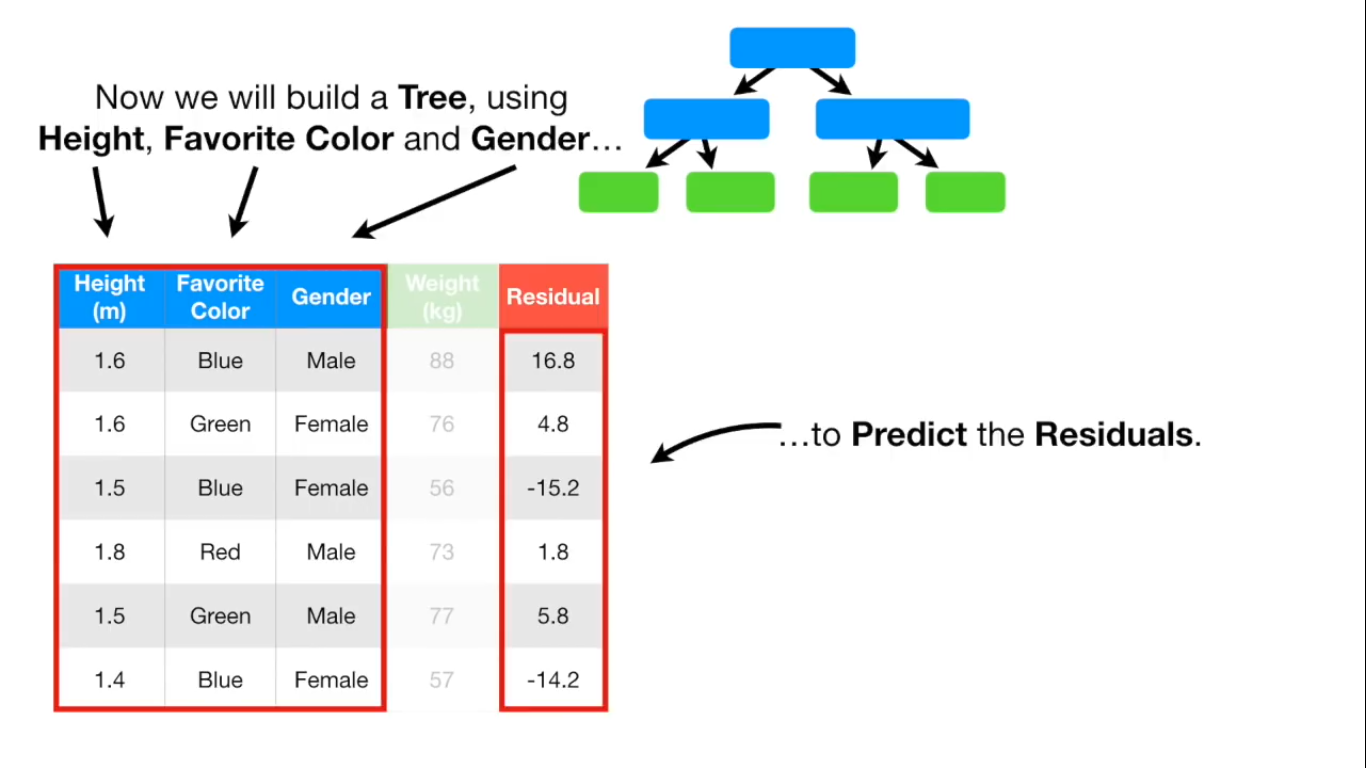 Now we will build a Tree, using
Height, Favorite Color and Gender...
Height (m) Favorite Color Gender Weight (kg) Residual
1.6 Blue Male 88 16.8
1.6 Green Female 76 4.8
...to Predict the Residuals.
1.5 Blue Female 56 -15.2
1.8 Red Male 73 1.8
1.5 Green Male 77 5.8
1.4 Blue Female 57 -14.2